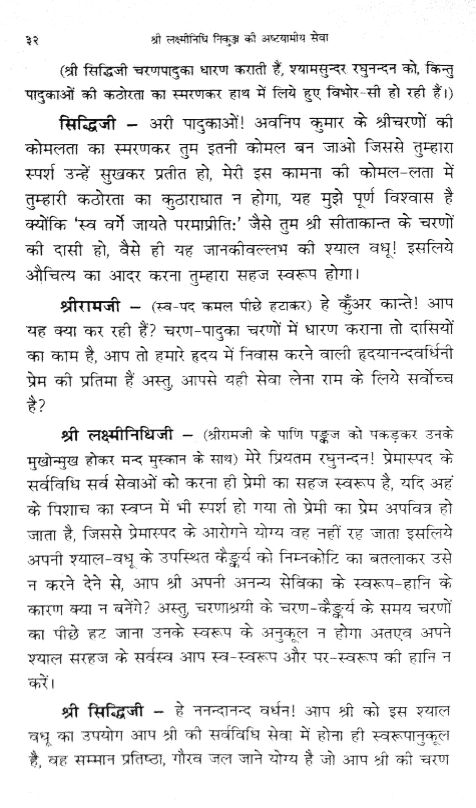 ३२ श्री लक्ष्मीनिधि निकुञ्ज की अष्टयामीय सेवा
(श्री सिद्धिजी चरणपादुका धारण कराती हैं, श्यामसुन्दर रघुनन्दन को, किन्तु
पादुकाओं की कठोरता का स्मरणकर हाथ में लिये हुए विभोर-सी हो रही हैं।)
सिद्धिजी – अरी पादुकाओं! अवनिप कुमार के श्रीचरणों की
कोमलता का स्मरणकर तुम इतनी कोमल बन जाओ जिससे तुम्हारा
स्पर्श उन्हें सुखकर प्रतीत हो, मेरी इस कामना की कोमल-लता में
तुम्हारी कठोरता का कुठाराघात न होगा, यह मुझे पूर्ण विश्वास है
क्योंकि ‘स्व वर्गे जायते परमाप्रीति:’ जैसे तुम श्री सीताकान्त के चरणों
की दासी हो, वैसे ही यह जानकीवल्लभ की श्याल वधू! इसलिये
औचित्य का आदर करना तुम्हारा सहज स्वरूप होगा।
श्रीरामजी – (स्व-पद कमल पीछे हटाकर) हे कुँअर कान्ते! आप
यह क्या कर रही हैं? चरण-पादुका चरणों में धारण कराना तो दासियों
का काम है, आप तो हमारे हृदय में निवास करने वाली हृदयानन्दवर्धिनी
प्रेम की प्रतिमा हैं अस्तु, आपसे यही सेवा लेना राम के लिये सर्वोच्च
है?
श्री लक्ष्मीनिधिजी – (श्रीरामजी के पाणि पङ्कज को पकड़कर उनके
मुखोन्मुख होकर मन्द मुस्कान के साथ) मेरे प्रियतम रघुनन्दन! प्रेमास्पद के
सर्वविधि सर्व सेवाओं को करना ही प्रेमी का सहज स्वरूप है, यदि अहं
के पिशाच का स्वप्न में भी स्पर्श हो गया तो प्रेमी का प्रेम अपवित्र हो
जाता है, जिससे प्रेमास्पद के आरोगने योग्य वह नहीं रह जाता इसलिये
अपनी श्याल-वधू के उपस्थित कैङ्कर्य को निम्नकोटि का बतलाकर उसे
न करने देने से, आप श्री अपनी अनन्य सेविका के स्वरूप-हानि के
कारण क्या न बनेंगे? अस्तु, चरणाश्रयी के चरण-कैङ्कर्य के समय चरणों
का पीछे हट जाना उनके स्वरूप के अनुकूल न होगा अतएव अपने
श्याल सरहज के सर्वस्व आप स्व-स्वरूप और पर-स्वरूप की हानि न
करें।
श्री सिद्धिजी – हे ननन्दानन्द वर्धन! आप श्री को इस श्याल
वधू का उपयोग आप श्री की सर्वविधि सेवा में होना ही स्वरूपानुकूल
है, वह सम्मान प्रतिष्ठा, गौरव जल जाने योग्य है जो आप श्री की चरण